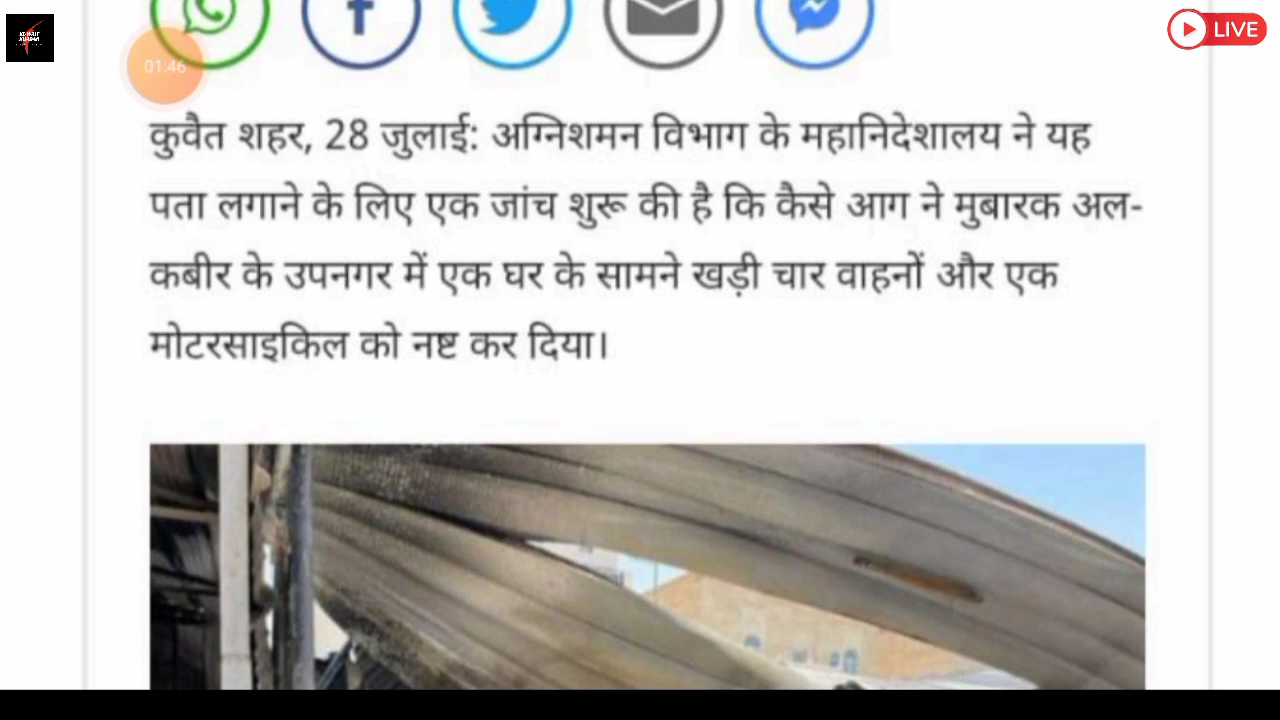 01:46
LIVE
कुवैत शहर, 28 जुलाई: अग्निशमन विभाग के महानिदेशालय ने यह
पता लगाने के लिए एक जांच शुरू की है कि कैसे आग ने मुबारक अल-
कबीर के उपनगर में एक घर के सामने खड़ी चार वाहनों और एक
मोटरसाइकिल को नष्ट कर दिया।